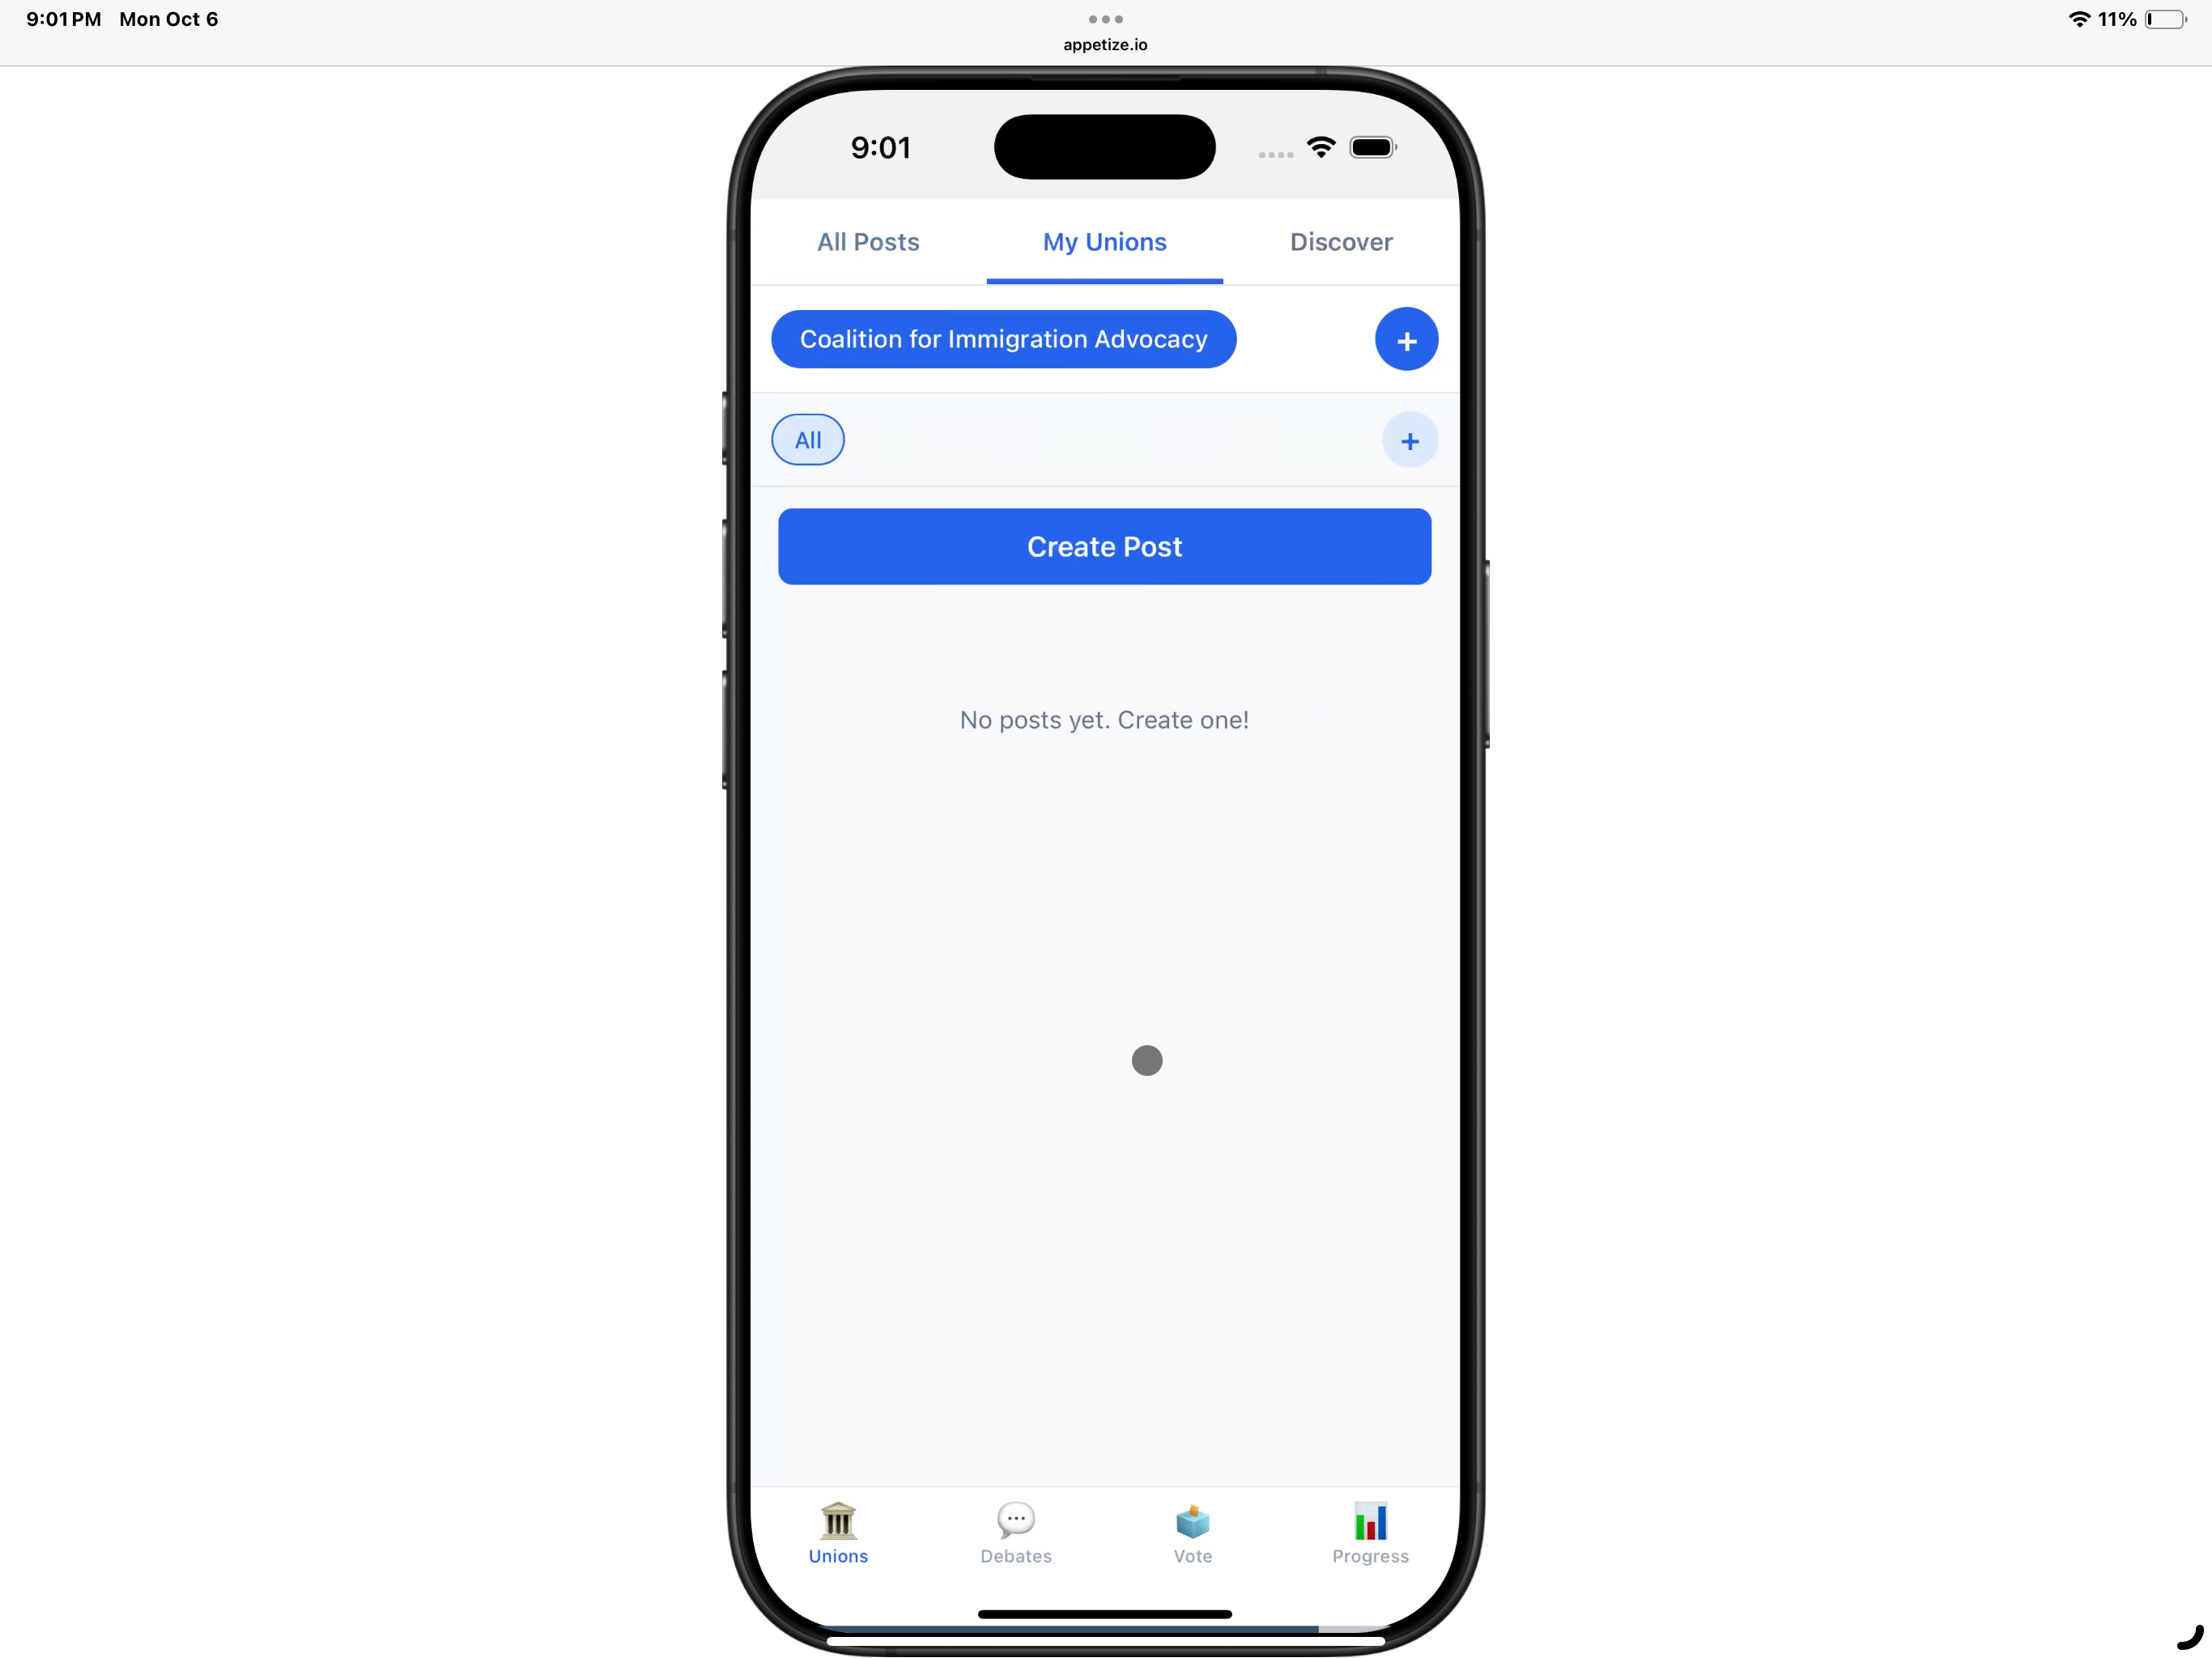 9:01 PM Mon Oct 6
11%
appetize.io
9:01
All Posts My Unions Discover
Coalition for Immigration Advocacy +
All +
Create Post
No posts yet. Create one!
Unions Debates Vote Progress